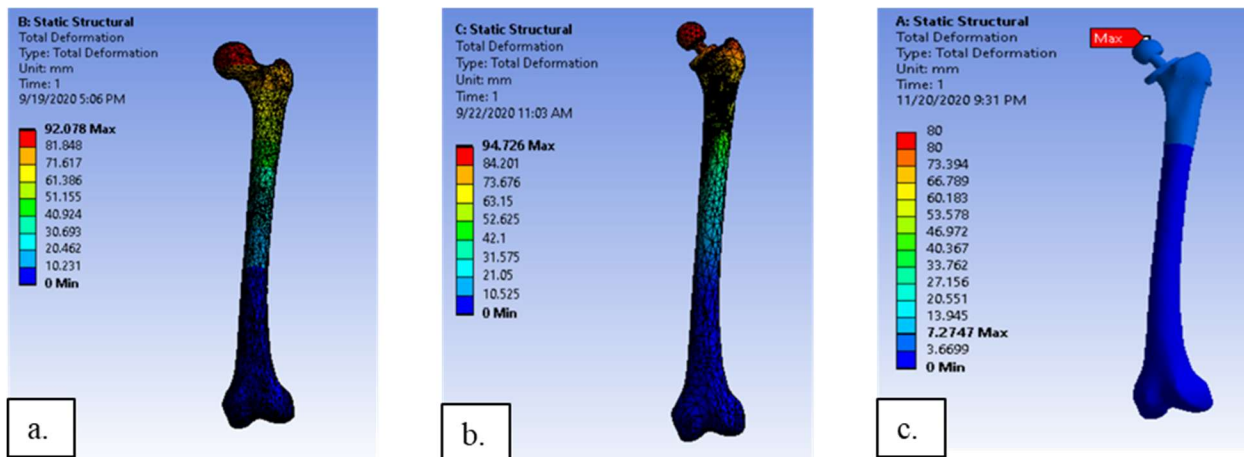 B: Static Structural
Total Deformation
Type: Total Deformation
Unit: mm
Time: 1
9/19/2020 5:06 PM
92.078 Max
81.848
71.617
61.386
51.155
40.924
30.693
20.462
10.231
0 Min
a.
C: Static Structural
Total Deformation
Type: Total Deformation
Unit: mm
Time: 1
9/22/2020 11:03 AM
94.726 Max
84.201
73.676
63.15
52.625
42.1
31.575
21.05
10.525
0 Min
b.
A: Static Structural
Total Deformation
Type: Total Deformation
Unit: mm
Time: 1
11/20/2020 9:31 PM
Max
80
80
73.394
66.789
60.183
53.578
46.972
40.367
33.762
27.156
20.551
13.945
7.2747 Max
3.6699
0 Min
c.